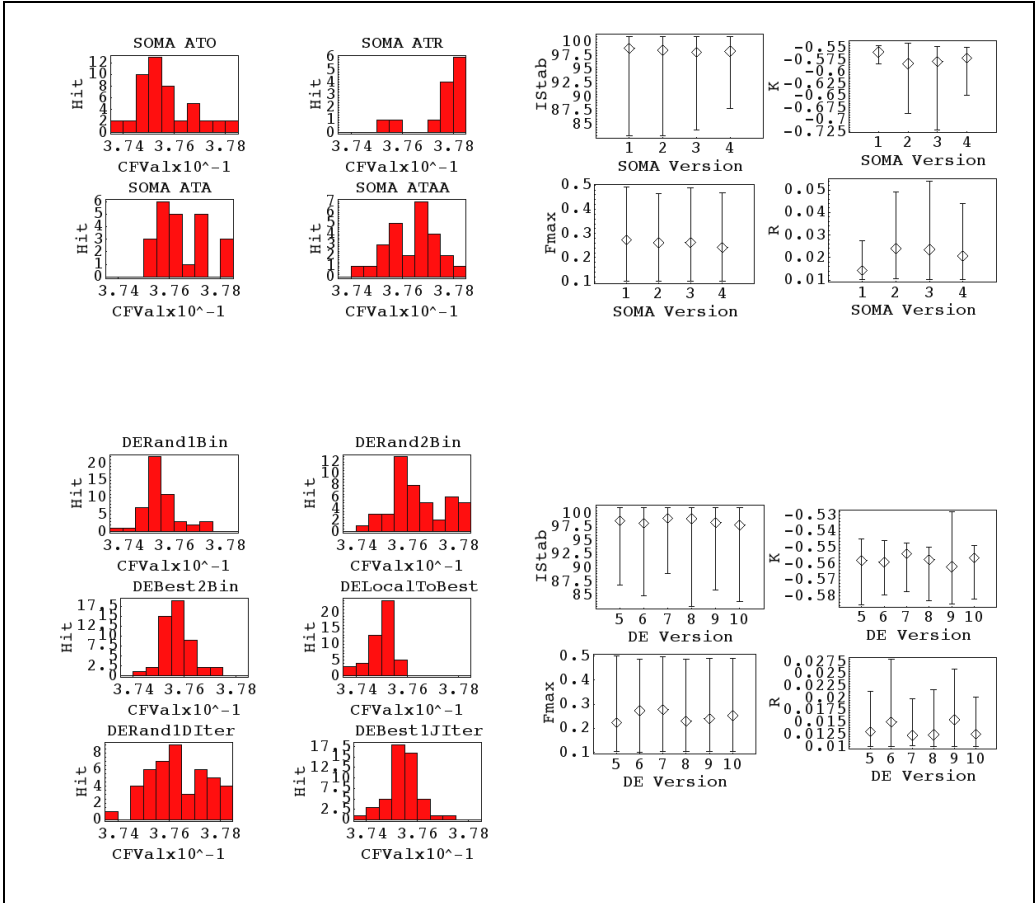 SOMA ATO
Hit
12
10
8
6
4
2
0
3.74 3.76 3.78
CFValx10^-1
SOMA ATR
Hit
6
5
4
3
2
1
0
3.74 3.76 3.78
CFValx10^-1
IStab
100
97.5
95
92.5
90
87.5
85
1 2 3 4
SOMA Version
K
-0.55
-0.575
-0.6
-0.625
-0.65
-0.675
-0.7
-0.725
1 2 3 4
SOMA Version
SOMA ATA
Hit
6
5
4
3
2
1
0
3.74 3.76 3.78
CFValx10^-1
SOMA ATAA
Hit
7
6
5
4
3
2
1
0
3.74 3.76 3.78
CFValx10^-1
Fmax
0.5
0.4
0.3
0.2
0.1
1 2 3 4
SOMA Version
R
0.05
0.04
0.03
0.02
0.01
1 2 3 4
SOMA Version
DERand1Bin
Hit
20
15
10
5
0
3.74 3.76 3.78
CFValx10^-1
DERand2Bin
Hit
12
10
8
6
4
2
0
3.74 3.76 3.78
CFValx10^-1
IStab
100
97.5
95
92.5
90
87.5
85
5 6 7 8 9 10
DE Version
K
-0.53
-0.54
-0.55
-0.56
-0.58
5 6 7 8 9 10
DE Version
DEBest2Bin
Hit
17.5
15
12.5
10
7.5
5
2.5
3.74 3.76 3.78
CFValx10^-1
DELocalToBest
Hit
20
15
10
5
0
3.74 3.76 3.78
CFValx10^-1
Fmax
0.5
0.4
0.3
0.2
0.1
5 6 7 8 9 10
DE Version
R
0.0275
0.025
0.0225
0.02
0.0175
0.015
0.0125
0.01
5 6 7 8 9 10
DE Version
DERand1DIter
Hit
8
6
4
2
0
3.74 3.76 3.78
CFValx10^-1
DEBest1JIter
Hit
17.5
15
12.5
10
7.5
5
2.5
0
3.74 3.76 3.78
CFValx10^-1